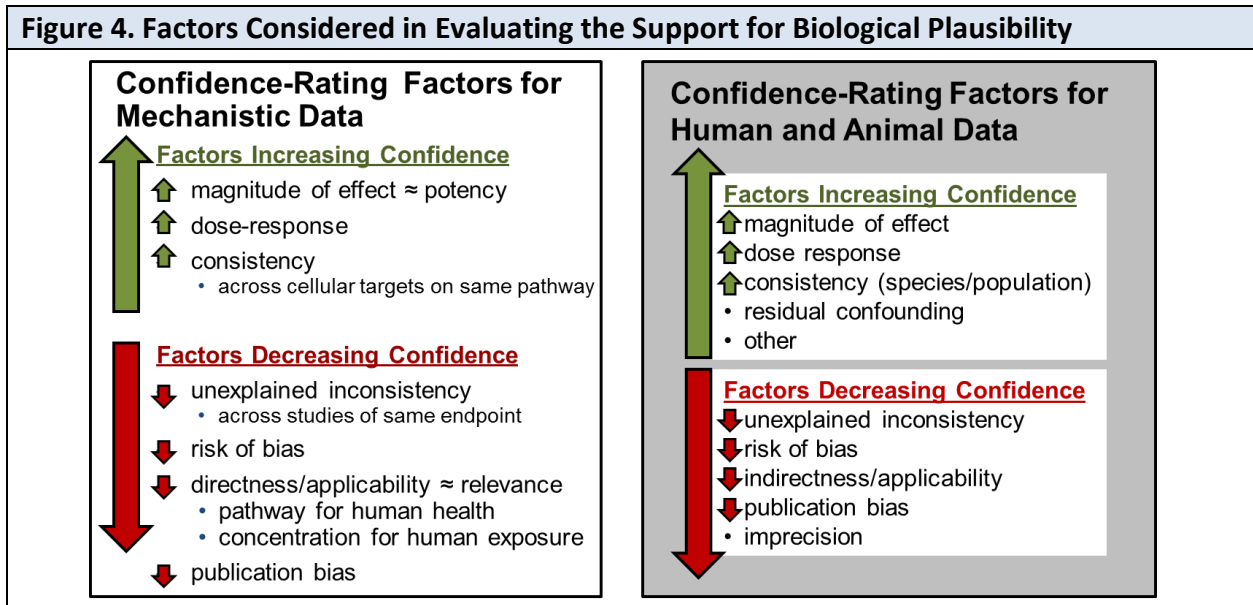 Figure 4. Factors Considered in Evaluating the Support for Biological Plausibility
Confidence-Rating Factors for
Mechanistic Data
Factors Increasing Confidence
magnitude of effect ≈ potency
dose-response
consistency
• across cellular targets on same pathway
Factors Decreasing Confidence
unexplained inconsistency
• across studies of same endpoint
risk of bias
directness/applicability ≈ relevance
• pathway for human health
• concentration for human exposure
publication bias
Confidence-Rating Factors for
Human and Animal Data
Factors Increasing Confidence
magnitude of effect
dose response
consistency (species/population)
• residual confounding
• other
Factors Decreasing Confidence
unexplained inconsistency
risk of bias
indirectness/applicability
publication bias
• imprecision